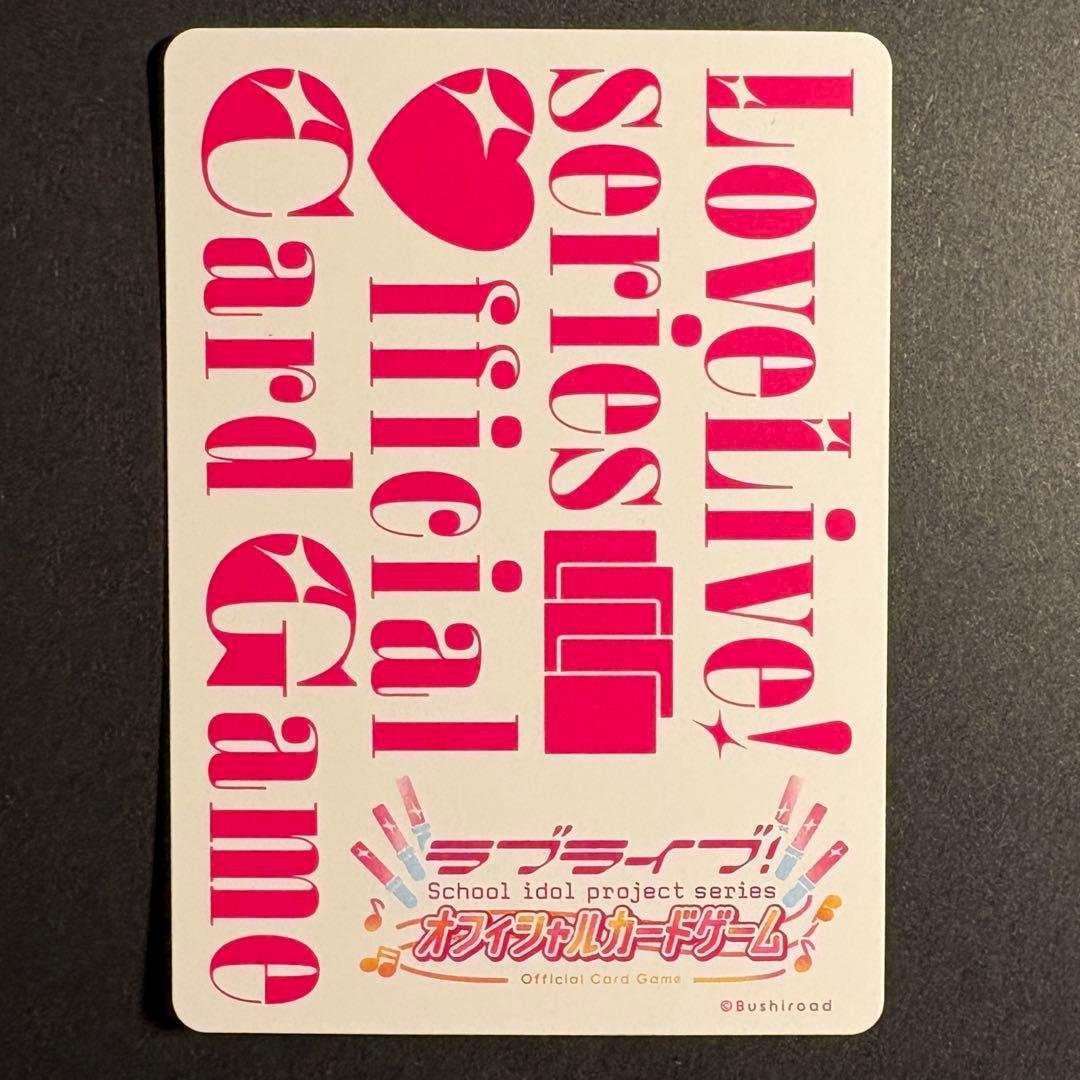 LoveLive!
series
♥fficial
Card Game
ラブライブ!
School idol project series
オフィシャルカードゲーム
Official Card Game
©Bushiroad